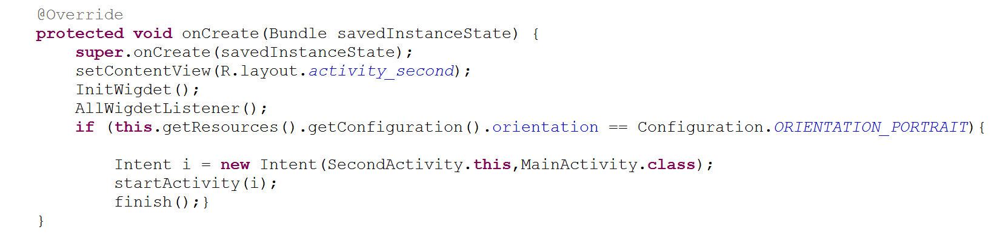 @Override
protected void onCreate(Bundle savedInstanceState) {
super.onCreate(savedInstanceState);
setContentView(R.layout.activity_second);
InitWigdet();
AllWigdetListener();
if (this.getResources().getConfiguration().orientation == Configuration.ORIENTATION_PORTRAIT){
Intent i = new Intent(SecondActivity.this,MainActivity.class);
startActivity(i);
finish();}
}